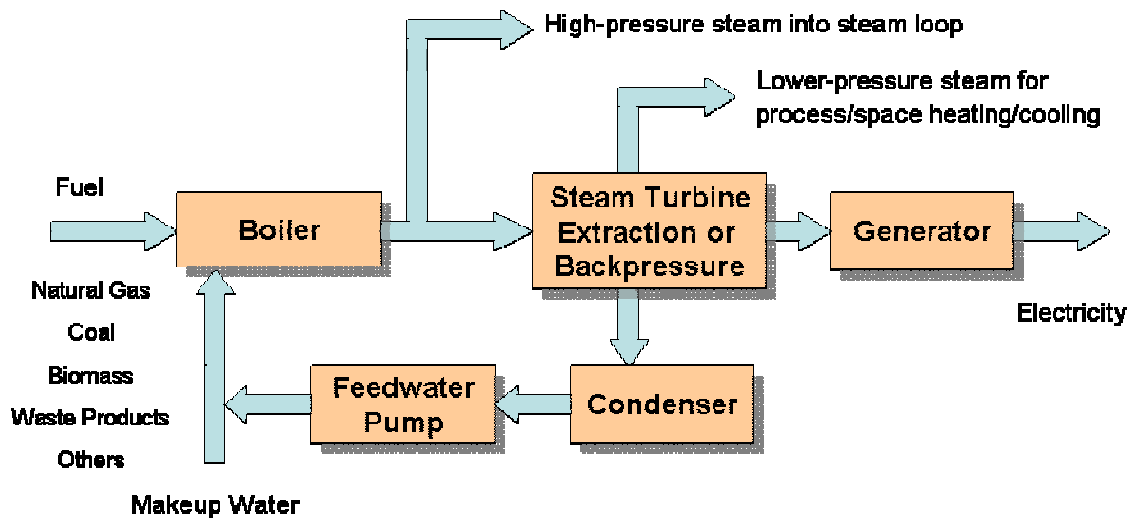 High-pressure steam into steam loop
Lower-pressure steam for
process/space heating/cooling
Fuel
Boiler
Steam Turbine
Extraction or
Backpressure
Generator
Natural Gas
Coal
Biomass
Waste Products
Others
Electricity
Feedwater
Pump
Condenser
Makeup Water